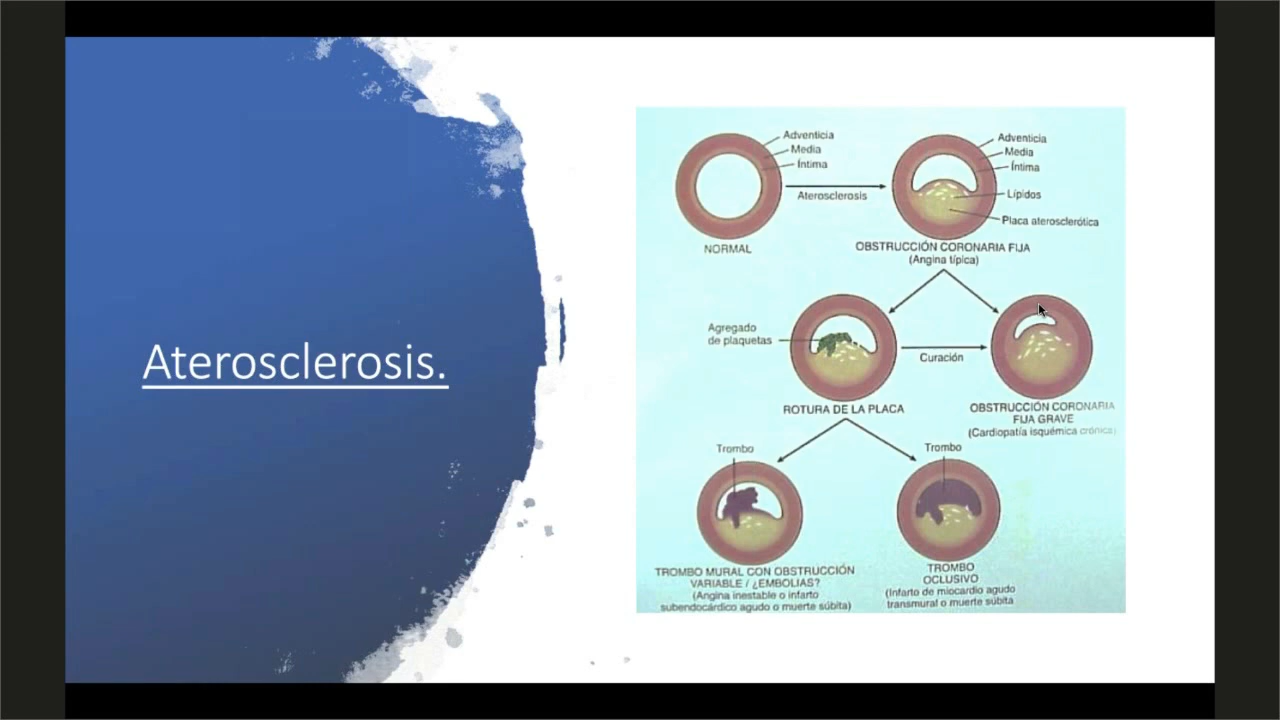 Aterosclerosis.
Adventicia
Media
Íntima
Aterosclerosis
NORMAL
Adventicia
Media
Íntima
Lípidos
Placa aterosclerótica
OBSTRUCCIÓN CORONARIA FIJA
(Angina típica)
Agregado
de plaquetas
ROTURA DE LA PLACA
Curación
OBSTRUCCIÓN CORONARIA
FIJA GRAVE
(Cardiopatía isquémica crónica)
Trombo
TROMBO MURAL CON OBSTRUCCIÓN
VARIABLE / ¿EMBOLIAS?
(Angina inestable o infarto
subendocárdico agudo o muerte súbita)
Trombo
TROMBO
OCLUSIVO
(Infarto de miocardio agudo
transmural o muerte súbita